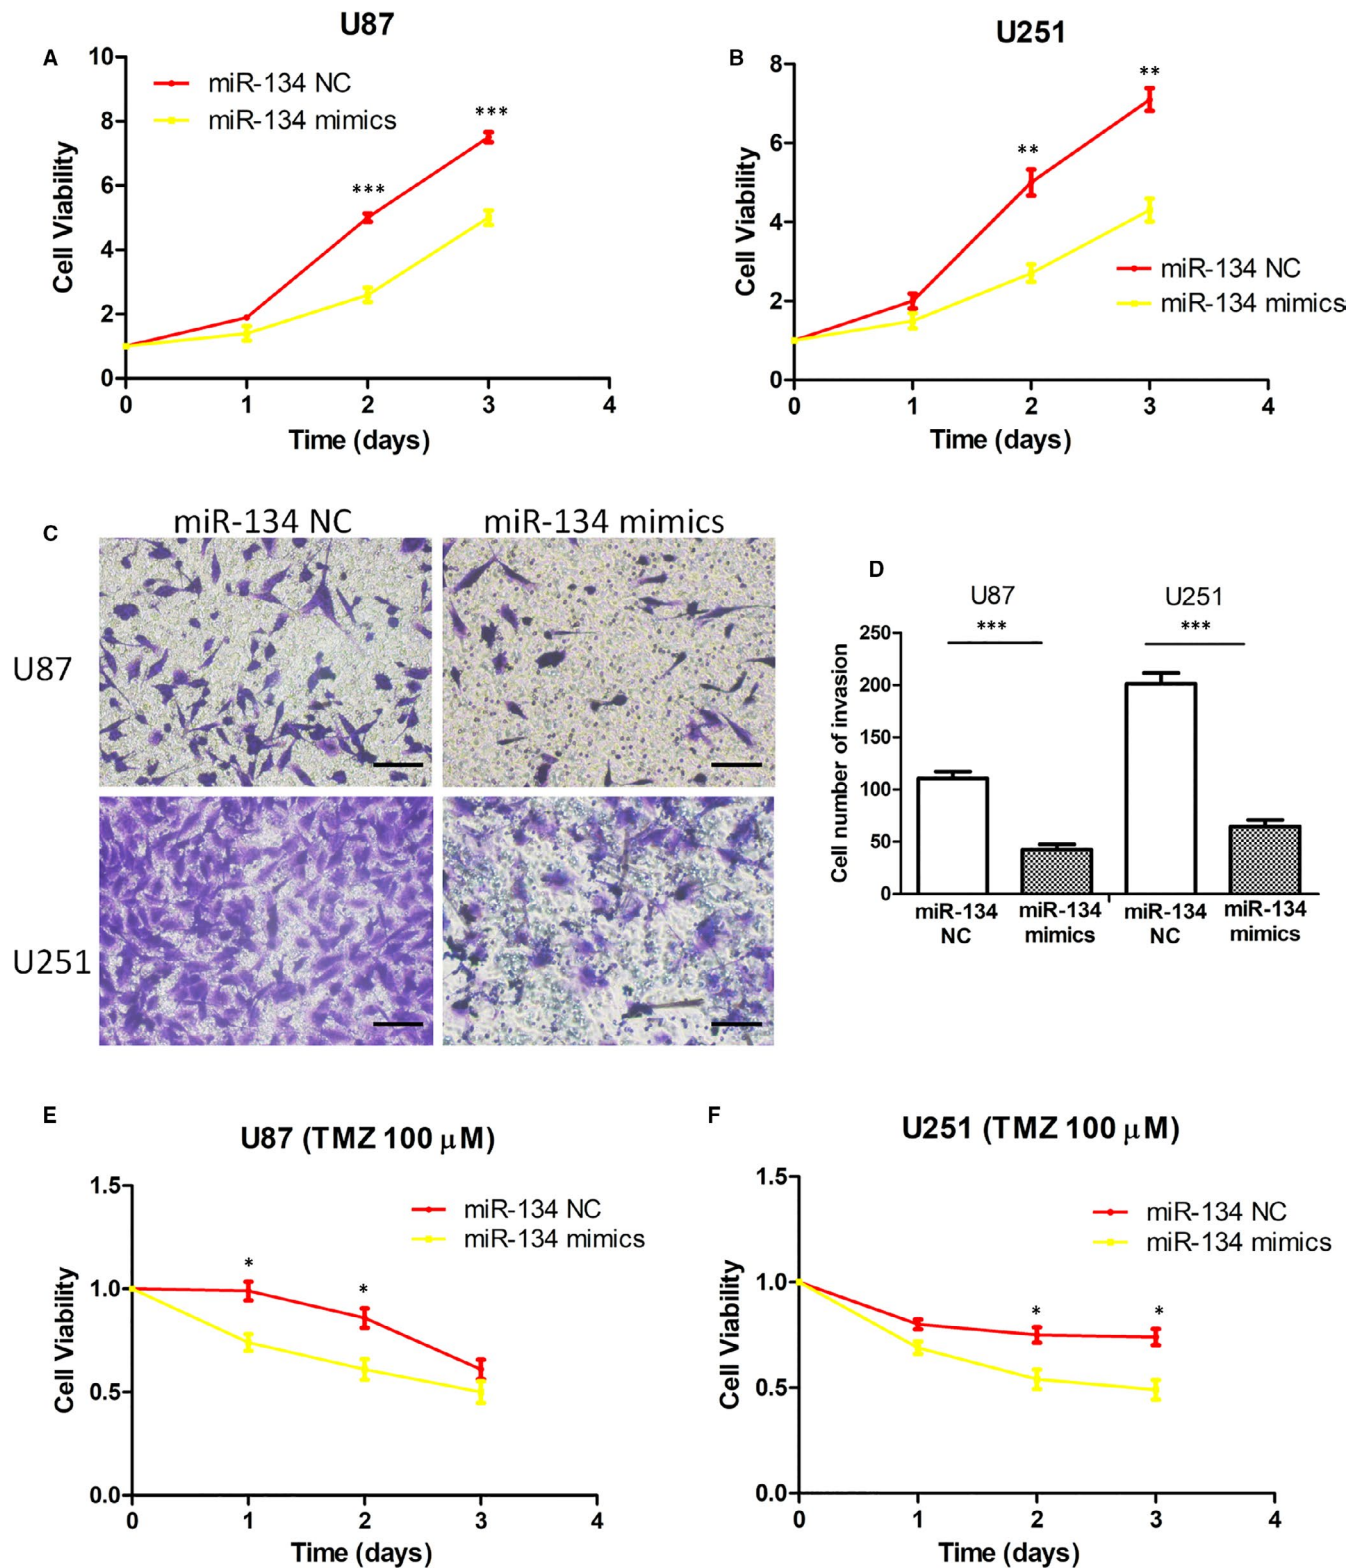 U87
A
10
8
6
4
2
0
Cell Viability
miR-134 NC
miR-134 mimics
***
***
0 1 2 3 4
Time (days)
U251
B
8
6
4
2
0
Cell Viability
**
**
miR-134 NC
miR-134 mimics
0 1 2 3 4
Time (days)
C
miR-134 NC
miR-134 mimics
U87
U251
D
U87
***
U251
***
250
200
150
100
50
0
Cell number of invasion
miR-134 NC
miR-134 mimics
miR-134 NC
miR-134 mimics
E
U87 (TMZ 100 μM)
1.5
1.0
0.5
0.0
Cell Viability
miR-134 NC
miR-134 mimics
*
*
0 1 2 3 4
Time (days)
F
U251 (TMZ 100 μM)
1.5
1.0
0.5
0.0
Cell Viability
miR-134 NC
miR-134 mimics
*
*
0 1 2 3 4
Time (days)